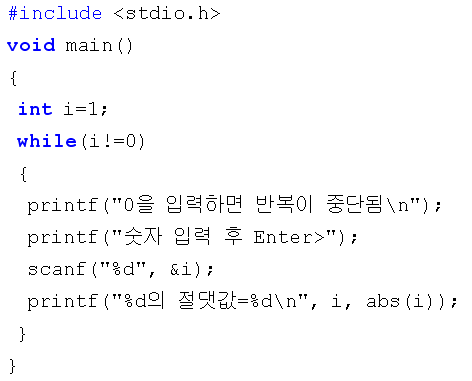 #include <stdio.h>
void main()
{
int i=1;
while(i!=0)
{
printf("0을 입력하면 반복이 중단됨\n");
printf("숫자 입력 후 Enter>");
scanf("%d", &i);
printf("%d의 절댓값=%d\n", i, abs(i));
}
}